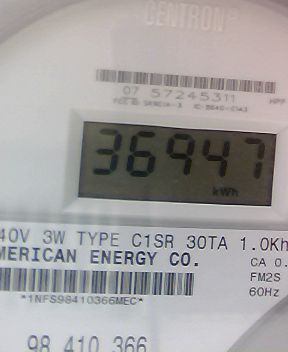 CENTRON®
07 57245311
HPP
36947
kWh
40V 3W TYPE C1SR 30TA 1.0Kh
MERICAN ENERGY CO.
CA 0.
FM2S
60Hz
*1NFS98410366MEC*
98 410 366